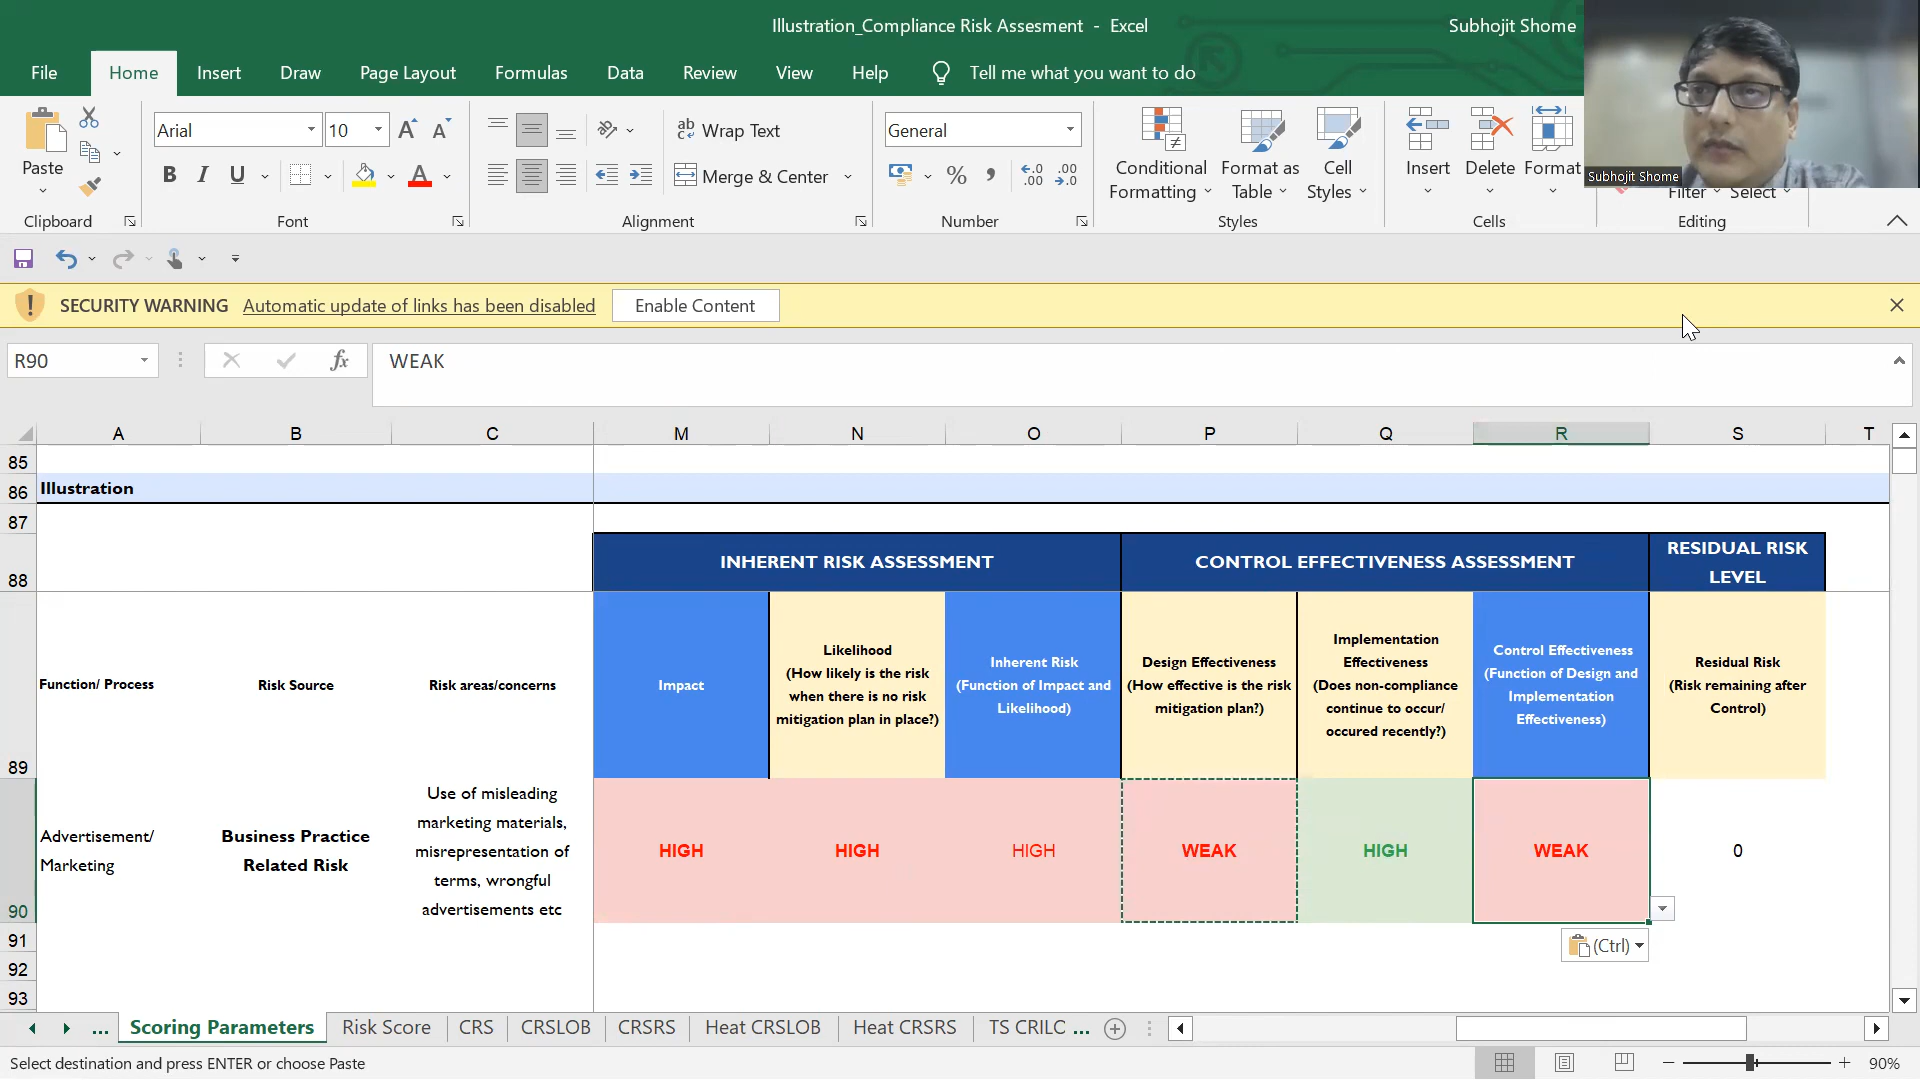 Illustration_Compliance Risk Assesment - Excel
Subhojit Shome
File Home Insert Draw Page Layout Formulas Data Review View Help Tell me what you want to do
Paste
Clipboard
Arial 10
B I U
Font
Wrap Text
Merge & Center
Alignment
General
Number
Conditional Formatting
Format as Table
Cell Styles
Styles
Insert Delete Format
Cells
Filter Select
Editing
Subhojit Shome
SECURITY WARNING Automatic update of links has been disabled Enable Content
R90 fx WEAK
A B C M N O P Q R S T
85
86 Illustration
87
88 INHERENT RISK ASSESSMENT CONTROL EFFECTIVENESS ASSESSMENT RESIDUAL RISK LEVEL
89
Function/ Process
Risk Source
Risk areas/concerns
Impact
Likelihood
(How likely is the risk
when there is no risk
mitigation plan in place?)
Inherent Risk
(Function of Impact and
Likelihood)
Design Effectiveness
(How effective is the risk
mitigation plan?)
Implementation
Effectiveness
(Does non-compliance
continue to occur/
occured recently?)
Control Effectiveness
(Function of Design and
Implementation
Effectiveness)
Residual Risk
(Risk remaining after
Control)
90
Advertisement/
Marketing
Business Practice
Related Risk
Use of misleading
marketing materials,
misrepresentation of
terms, wrongful
advertisements etc
HIGH HIGH HIGH WEAK HIGH WEAK 0
(Ctrl)
91
92
93
... Scoring Parameters Risk Score CRS CRSLOB CRSRS Heat CRSLOB Heat CRSRS TS CRILC ...
Select destination and press ENTER or choose Paste
90%